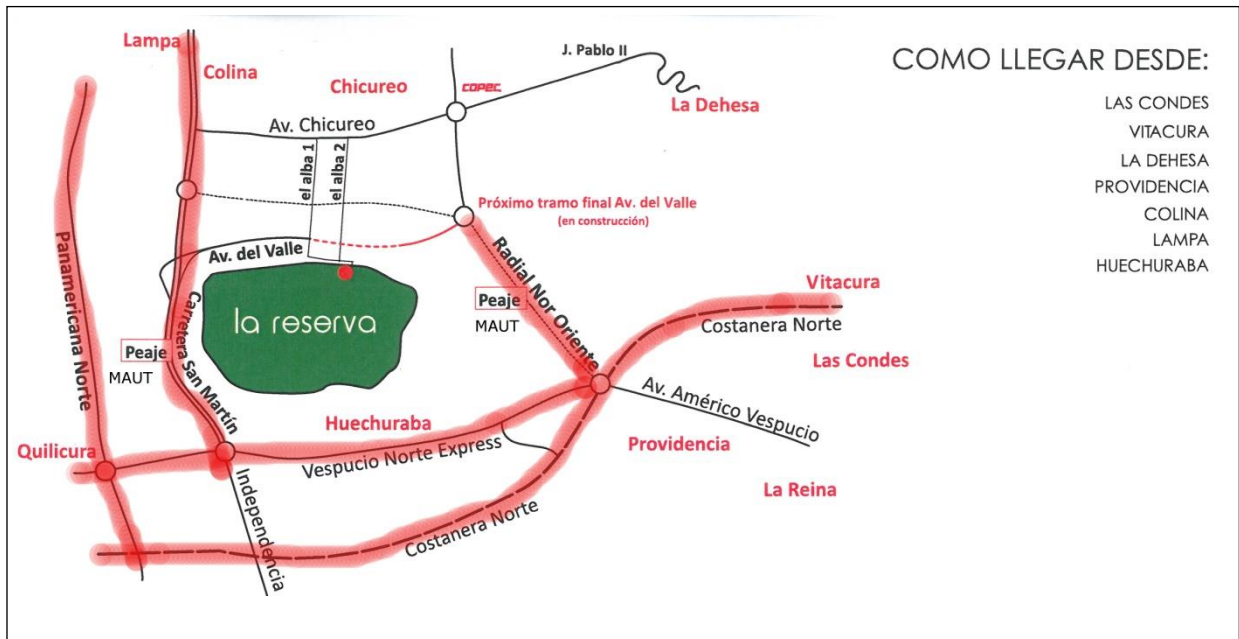 COMO LLEGAR DESDE:
LAS CONDES
VITACURA
LA DEHESA
PROVIDENCIA
COLINA
LAMPA
HUECHURABA
Lampa
Colina
Chicureo
COPEC
J. Pablo II
La Dehesa
Av. Chicureo
el alba 1
el alba 2
Próximo tramo final Av. del Valle
(en construcción)
Av. del Valle
Panamericana Norte
Carretera San Martín
Radial Nor Oriente
la reserva
Peaje
MAUT
Peaje
MAUT
Vitacura
Costanera Norte
Las Condes
Av. Américo Vespucio
Huechuraba
Providencia
Quilicura
Vespucio Norte Express
La Reina
Independencia
Costanera Norte